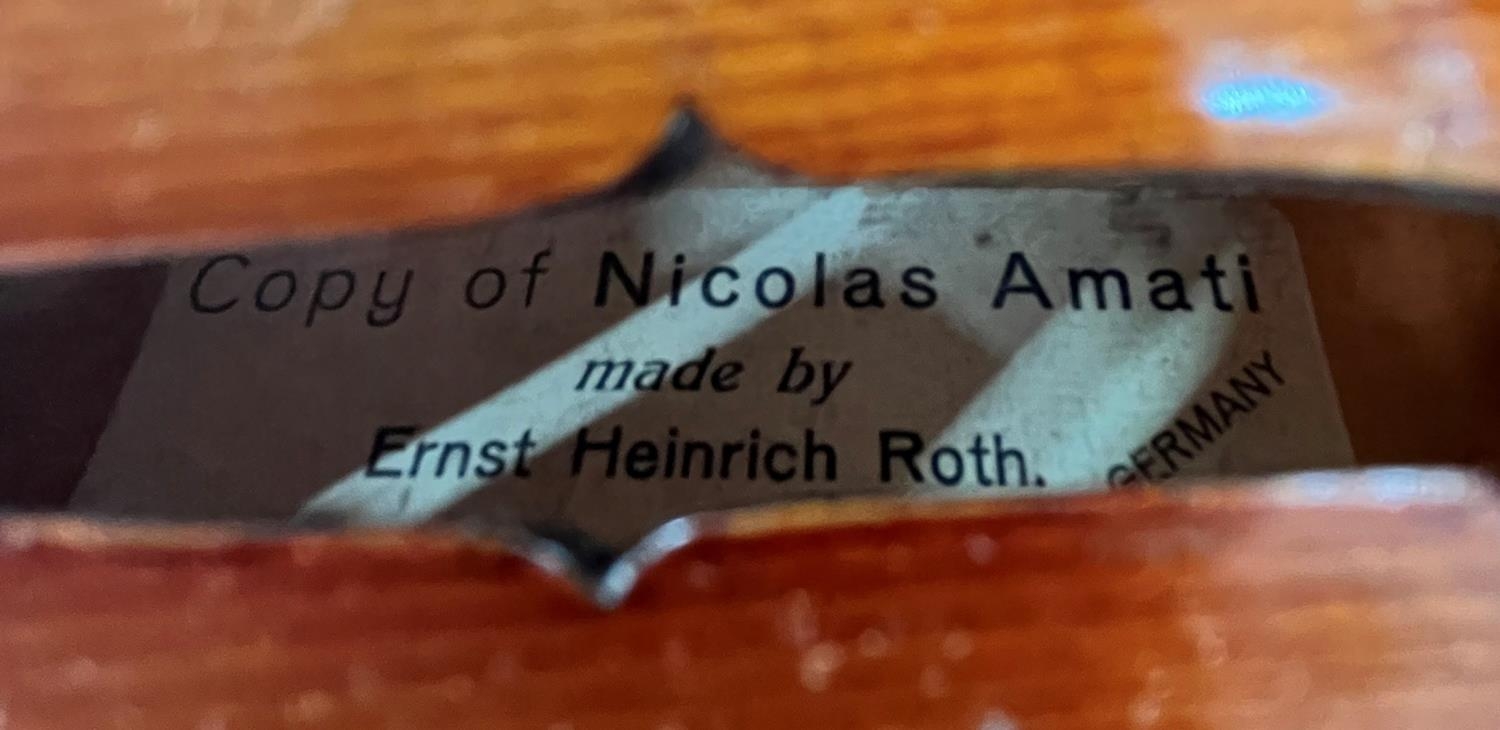 Copy of Nicolas Amati
made by
Ernst Heinrich Roth.
GERMANY